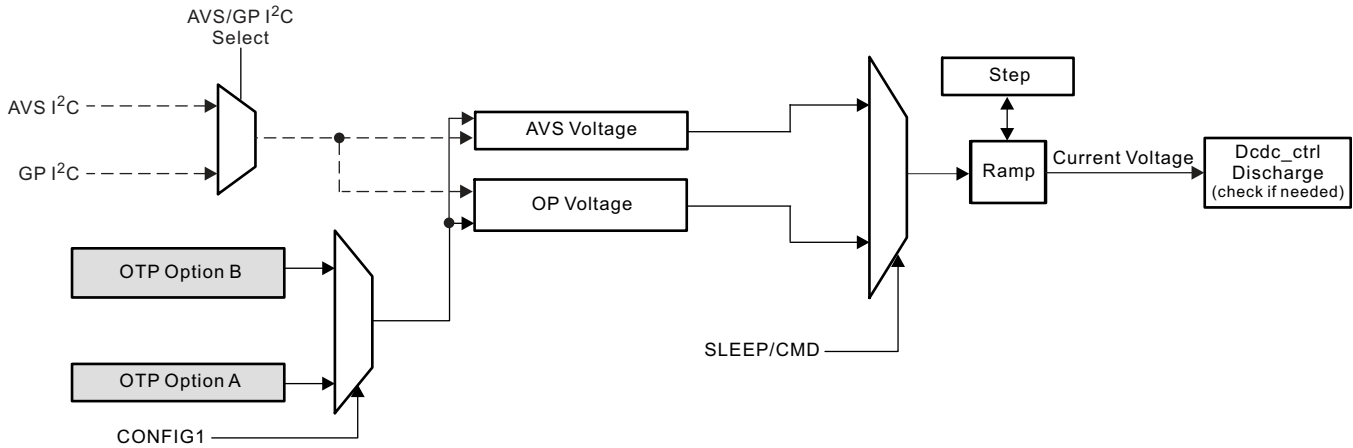 AVS/GP I²C
Select
AVS I²C
GP I²C
AVS Voltage
OP Voltage
Step
Ramp
Current Voltage
Dcdc_ctrl
Discharge
(check if needed)
OTP Option B
OTP Option A
SLEEP/CMD
CONFIG1